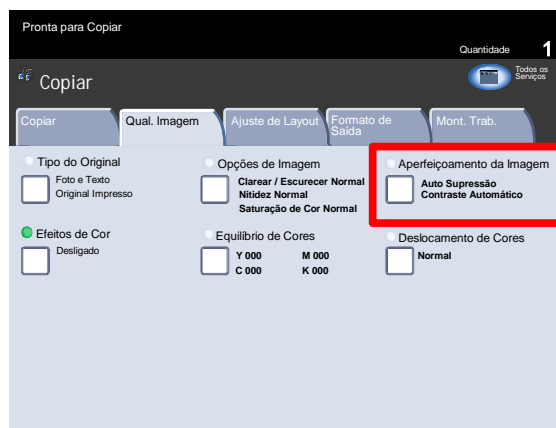 Pronta para Copiar
Quantidade 1
Copiar
Todos os
Serviços
Copiar
Qual. Imagem
Ajuste de Layout
Formato de
Saída
Mont. Trab.
Tipo do Original
Foto e Texto
Original Impresso
Opções de Imagem
Clarear / Escurecer Normal
Nitidez Normal
Saturação de Cor Normal
Aperfeiçoamento da Imagem
Auto Supressão
Contraste Automático
Efeitos de Cor
Desligado
Equilíbrio de Cores
Y 000 M 000
C 000 K 000
Deslocamento de Cores
Normal